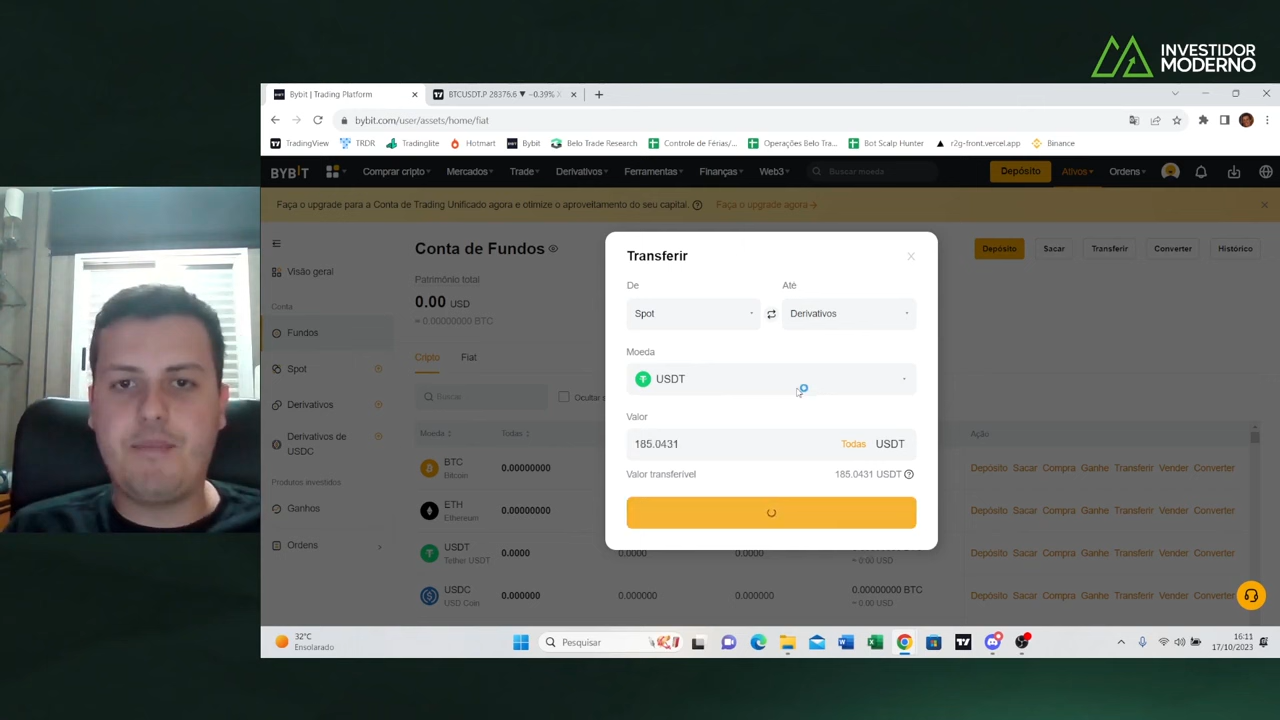 INVESTIDOR
MODERNO
Bybit | Trading Platform
BTCUSDT.P 28376.6 ▼ −0.39%
bybit.com/user/assets/home/fiat
TradingView TRDR Tradinglite Hotmart Bybit Belo Trade Research Controle de Férias/... Operações Belo Tra... Bot Scalp Hunter r2g-front.vercel.app Binance
BYBIT Comprar cripto Mercados Trade Derivativos Ferramentas Finanças Web3 Buscar moeda Depósito Ativos Ordens
Faça o upgrade para a Conta de Trading Unificado agora e otimize o aproveitamento do seu capital. Faça o upgrade agora
Visão geral
Conta
Fundos
Spot
Derivativos
Derivativos de
USDC
Produtos investidos
Ganhos
Ordens
Conta de Fundos
Depósito Sacar Transferir Converter Histórico
Patrimônio total
0.00 USD
≈ 0.00000000 BTC
Cripto Fiat
Buscar Ocultar s
Moeda Todas Ação
BTC 0.00000000
Bitcoin
Depósito Sacar Compra Ganhe Transferir Vender Converter
ETH 0.00000000
Ethereum
Depósito Sacar Compra Ganhe Transferir Vender Converter
USDT 0.0000 0.0000 0.0000
Tether USDT
≈ 0.00 USD
Depósito Sacar Compra Ganhe Transferir Vender Converter
USDC 0.000000 0.000000 0.000000 0.00000000 BTC
USD Coin
≈ 0.00 USD
Depósito Sacar Compra Ganhe Transferir Vender Converter
Transferir
De Até
Spot Derivativos
Moeda
USDT
Valor
185.0431 Todas USDT
Valor transferível 185.0431 USDT
32°C
Ensolarado
Pesquisar
16:11
17/10/2023